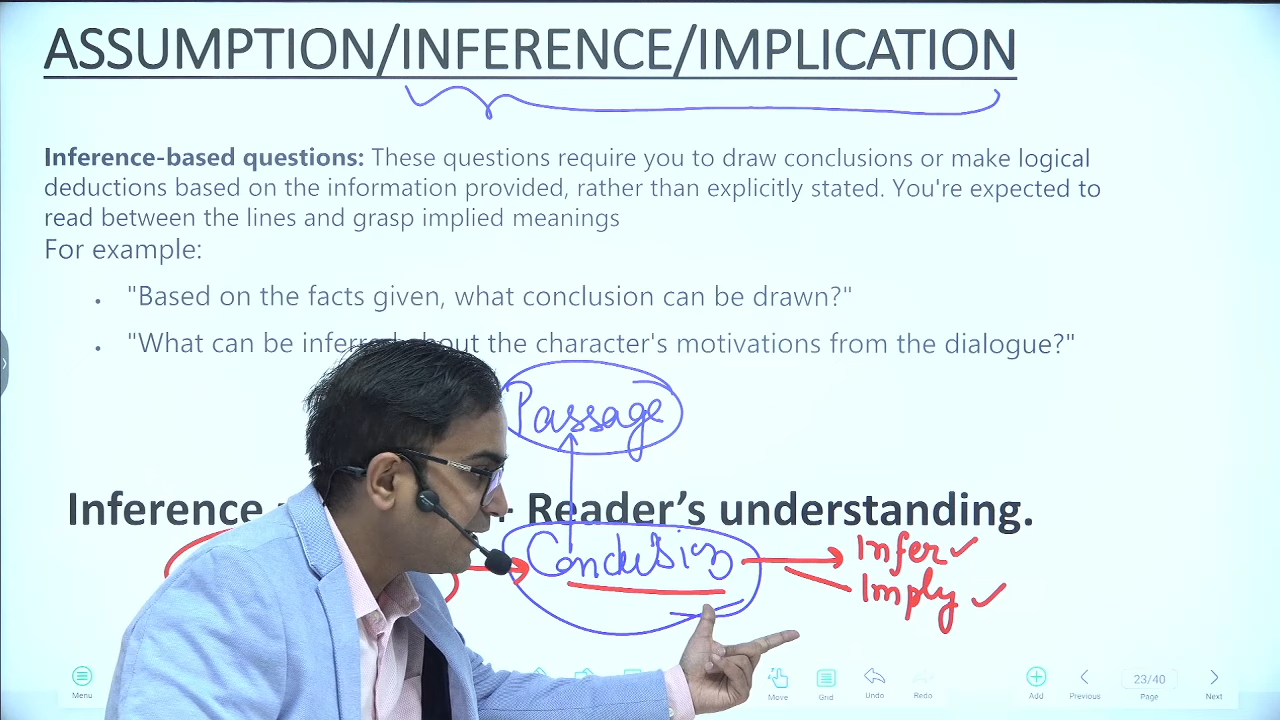 ASSUMPTION/INFERENCE/IMPLICATION
Inference-based questions: These questions require you to draw conclusions or make logical
deductions based on the information provided, rather than explicitly stated. You're expected to
read between the lines and grasp implied meanings
For example:
• "Based on the facts given, what conclusion can be drawn?"
• "What can be inferred about the character's motivations from the dialogue?"
Passage
Inference + Reader's understanding.
Conclusion
Infer
Imply
Menu
Move
Grid
Undo
Redo
Add
Previous
23/40
Page
Next